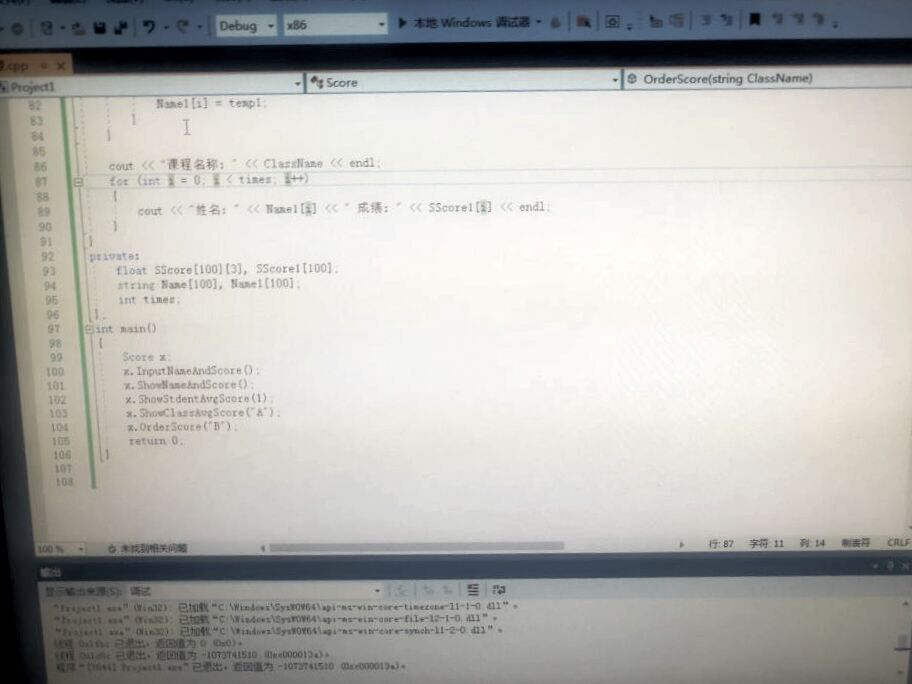 Debug x86 本地 Windows 调试器
.cpp
Project1 Score OrderScore(string ClassName)
82 Name1[i] = temp1;
83 }
84 }
85
86 cout << "课程名称：" << ClassName << endl;
87 for (int i = 0; i < times; i++)
88 {
89 cout << "姓名：" << Name1[i] << " 成绩：" << SScore1[i] << endl;
90 }
91 }
92 private:
93 float SScore[100][3], SScore1[100];
94 string Name[100], Name1[100];
95 int times;
96 };
97 int main()
98 {
99 Score x;
100 x.InputNameAndScore();
101 x.ShowNameAndScore();
102 x.ShowStdentAvgScore(1);
103 x.ShowClassAvgScore("A");
104 x.OrderScore("B");
105 return 0;
106 }
107
108
100 % 未找到相关问题 行: 87 字符: 11 列: 14 制表符 CRLF
输出
显示输出来源(S): 调试
"Project1.exe" (Win32): 已加载 "C:\Windows\SysWOW64\api-ms-win-core-timezone-l1-1-0.dll"。
"Project1.exe" (Win32): 已加载 "C:\Windows\SysWOW64\api-ms-win-core-file-l2-1-0.dll"。
"Project1.exe" (Win32): 已加载 "C:\Windows\SysWOW64\api-ms-win-core-synch-l1-2-0.dll"。
线程 已退出，返回值为 0 (0x0)。
线程 已退出，返回值为 -1073741510 (0xc000013a)。
程序 Project1.exe" 已退出，返回值为 -1073741510 (0xc000013a)。